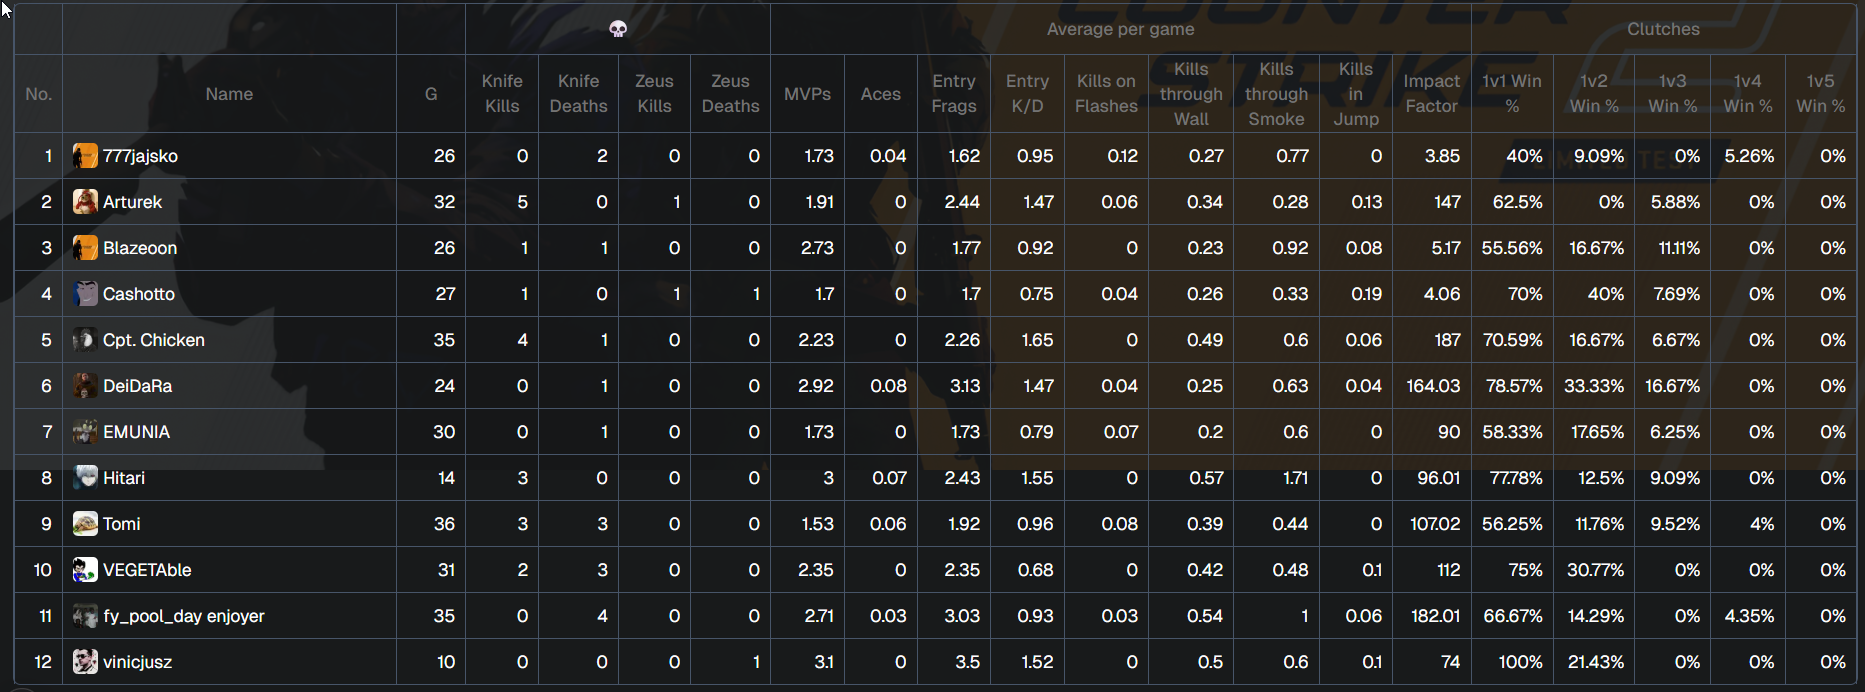 COUNTER
STRIKE 2
LIMITED TEST
Average per game Clutches
No. Name G Knife Kills Knife Deaths Zeus Kills Zeus Deaths MVPs Aces Entry Frags Entry K/D Kills on Flashes Kills through Wall Kills through Smoke Kills in Jump Impact Factor 1v1 Win % 1v2 Win % 1v3 Win % 1v4 Win % 1v5 Win %
1 777jajsko 26 0 2 0 0 1.73 0.04 1.62 0.95 0.12 0.27 0.77 0 3.85 40% 9.09% 0% 5.26% 0%
2 Arturek 32 5 0 1 0 1.91 0 2.44 1.47 0.06 0.34 0.28 0.13 147 62.5% 0% 5.88% 0% 0%
3 Blazeoon 26 1 1 0 0 2.73 0 1.77 0.92 0 0.23 0.92 0.08 5.17 55.56% 16.67% 11.11% 0% 0%
4 Cashotto 27 1 0 1 1 1.7 0 1.7 0.75 0.04 0.26 0.33 0.19 4.06 70% 40% 7.69% 0% 0%
5 Cpt. Chicken 35 4 1 0 0 2.23 0 2.26 1.65 0 0.49 0.6 0.06 187 70.59% 16.67% 6.67% 0% 0%
6 DeiDaRa 24 0 1 0 0 2.92 0.08 3.13 1.47 0.04 0.25 0.63 0.04 164.03 78.57% 33.33% 16.67% 0% 0%
7 EMUNIA 30 0 1 0 0 1.73 0 1.73 0.79 0.07 0.2 0.6 0 90 58.33% 17.65% 6.25% 0% 0%
8 Hitari 14 3 0 0 0 3 0.07 2.43 1.55 0 0.57 1.71 0 96.01 77.78% 12.5% 9.09% 0% 0%
9 Tomi 36 3 3 0 0 1.53 0.06 1.92 0.96 0.08 0.39 0.44 0 107.02 56.25% 11.76% 9.52% 4% 0%
10 VEGETAble 31 2 3 0 0 2.35 0 2.35 0.68 0 0.42 0.48 0.1 112 75% 30.77% 0% 0% 0%
11 fy_pool_day enjoyer 35 0 4 0 0 2.71 0.03 3.03 0.93 0.03 0.54 1 0.06 182.01 66.67% 14.29% 0% 4.35% 0%
12 vinicjusz 10 0 0 0 1 3.1 0 3.5 1.52 0 0.5 0.6 0.1 74 100% 21.43% 0% 0% 0%